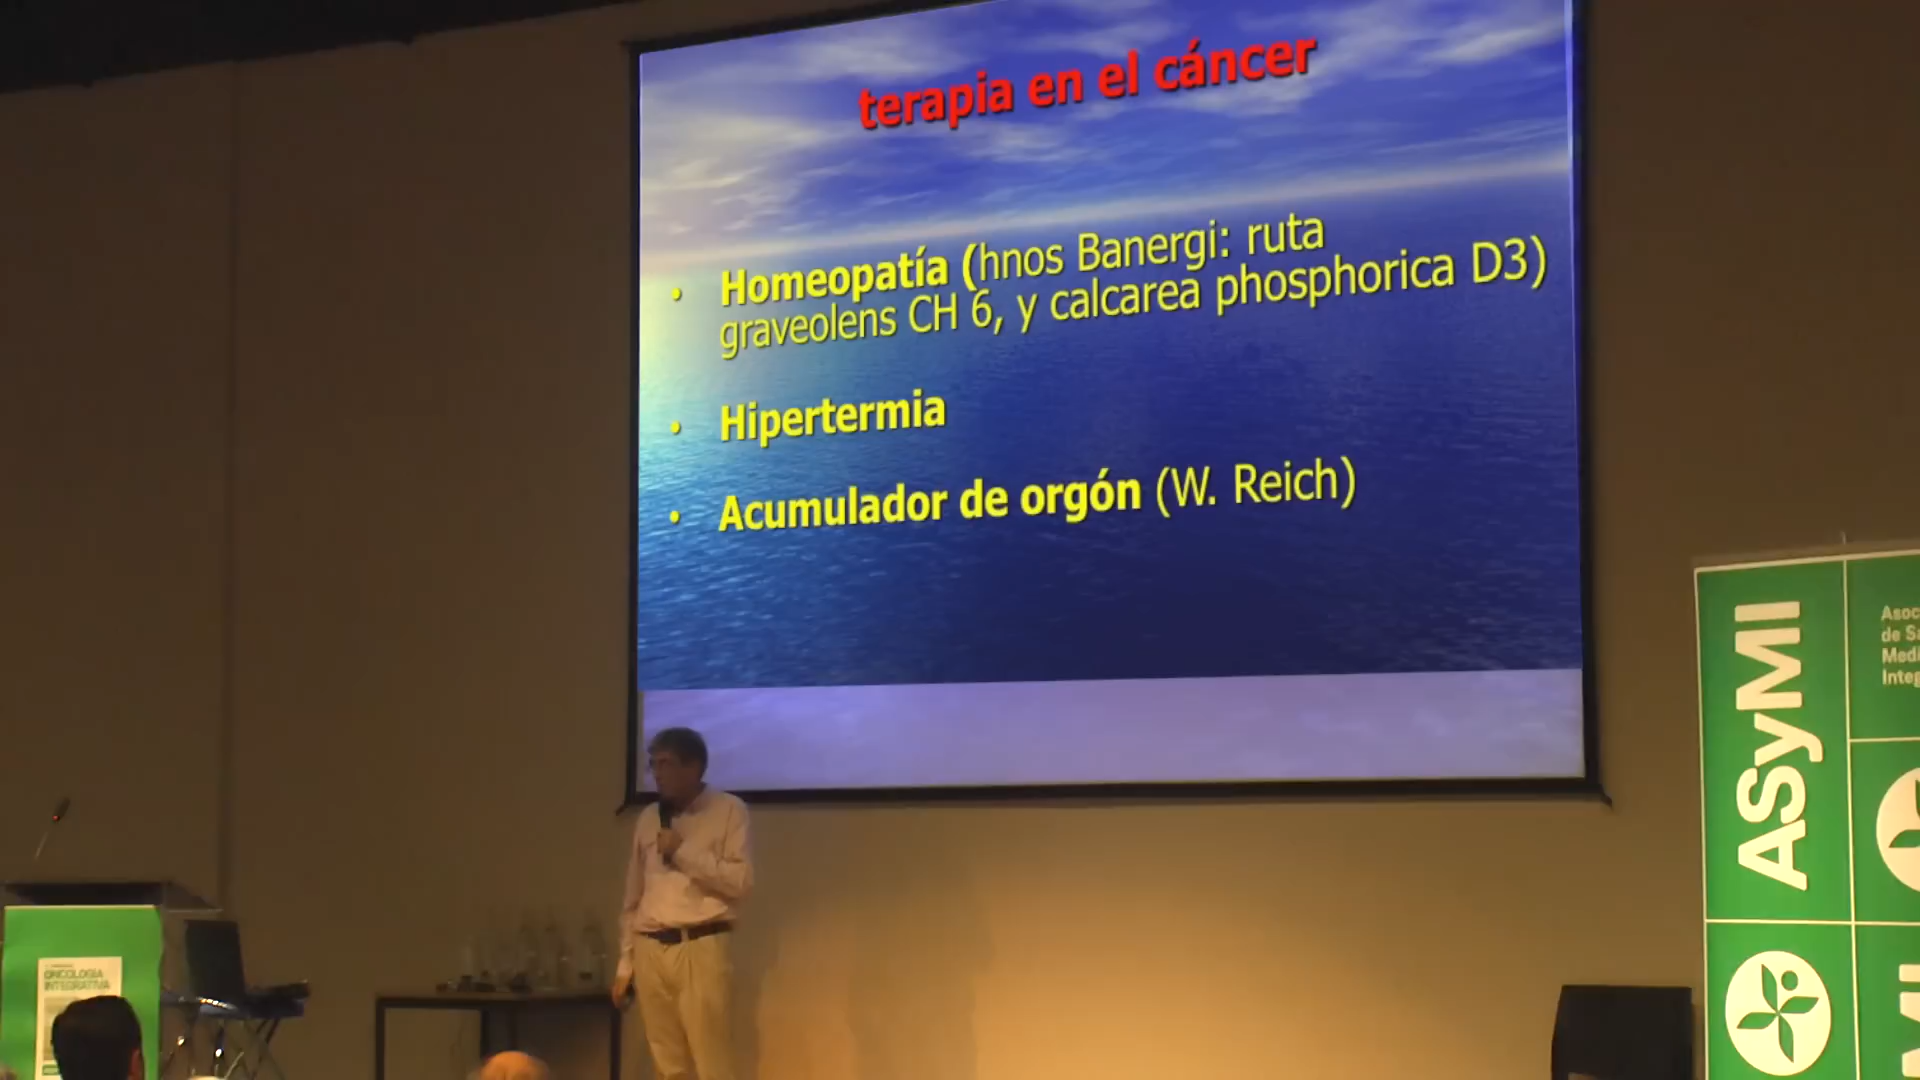 terapia en el cáncer
• Homeopatía (hnos Banergi: ruta
graveolens CH 6, y calcarea phosphorica D3)
• Hipertermia
• Acumulador de orgón (W. Reich)
ASyMI
ONCOLOGÍA
INTEGRATIVA